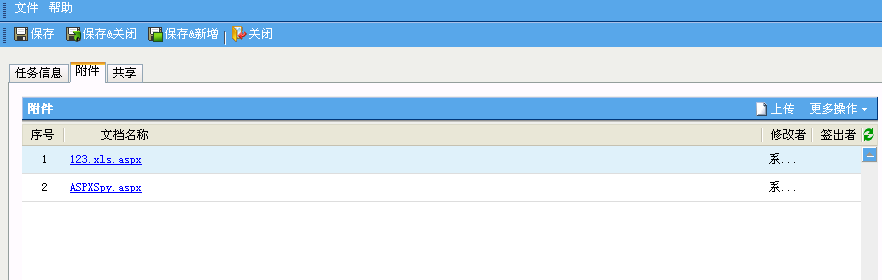 文件 帮助
保存 保存&关闭 保存&新增 关闭
任务信息 附件 共享
附件 上传 更多操作
序号 文档名称 修改者 签出者
1 123.xls.aspx 系...
2 ASPXSpy.aspx 系...